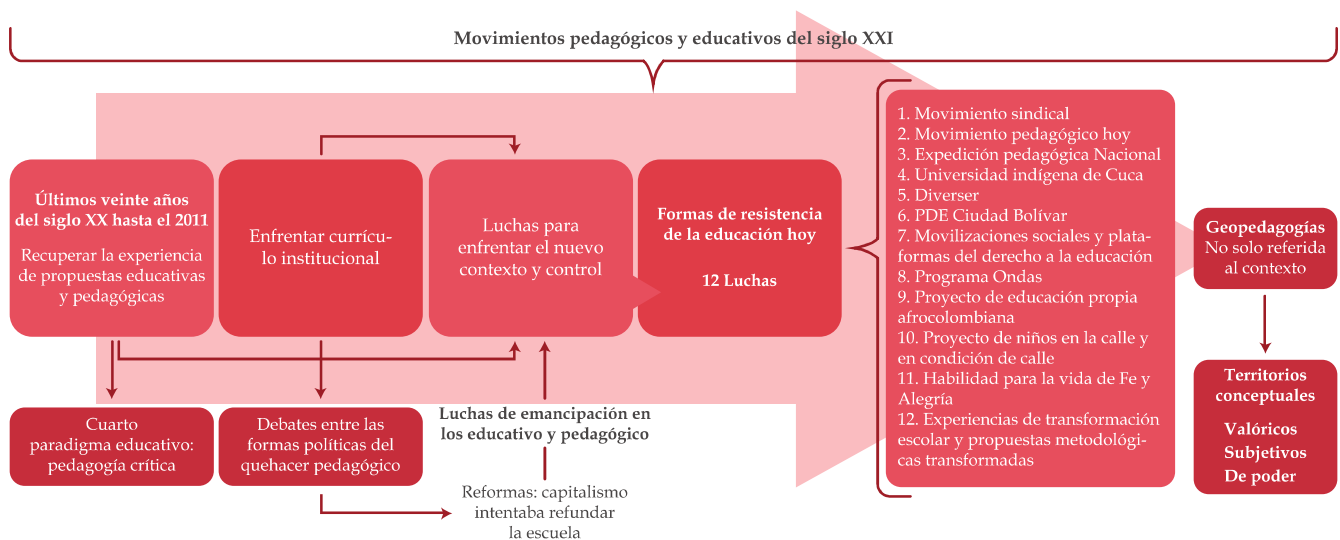 Movimientos pedagógicos y educativos del siglo XXI
Últimos veinte años
del siglo XX hasta el 2011
Recuperar la experiencia
de propuestas educativas
y pedagógicas
Enfrentar currícu-
lo institucional
Luchas para
enfrentar el nuevo
contexto y control
Formas de resistencia
de la educación hoy
12 Luchas
1. Movimiento sindical
2. Movimiento pedagógico hoy
3. Expedición pedagógica Nacional
4. Universidad indígena de Cuca
5. Diverser
6. PDE Ciudad Bolívar
7. Movilizaciones sociales y plata-
formas del derecho a la educación
8. Programa Ondas
9. Proyecto de educación propia
afrocolombiana
10. Proyecto de niños en la calle y
en condición de calle
11. Habilidad para la vida de Fe y
Alegría
12. Experiencias de transformación
escolar y propuestas metodológi-
cas transformadas
Geopedagogías
No solo referida
al contexto
Territorios
conceptuales
Valóricos
Subjetivos
De poder
Cuarto
paradigma educativo:
pedagogía crítica
Debates entre las
formas políticas del
quehacer pedagógico
Luchas de emancipación en
los educativo y pedagógico
Reformas: capitalismo
intentaba refundar
la escuela